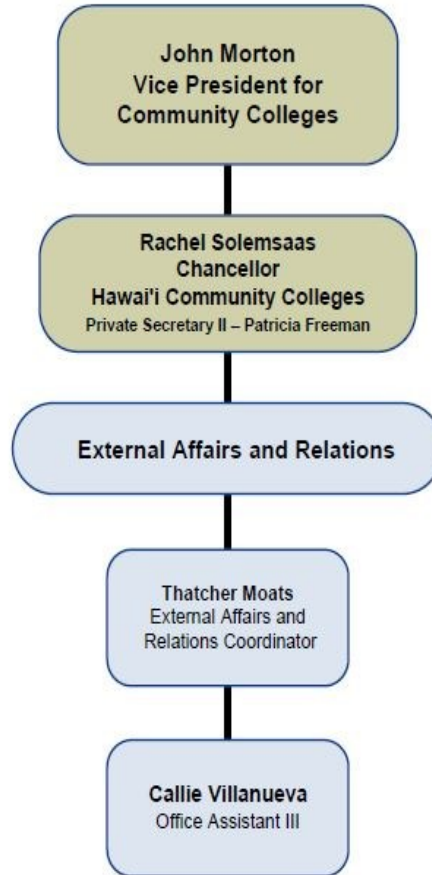 John Morton
Vice President for
Community Colleges
Rachel Solemsaas
Chancellor
Hawai'i Community Colleges
Private Secretary II – Patricia Freeman
External Affairs and Relations
Thatcher Moats
External Affairs and
Relations Coordinator
Callie Villanueva
Office Assistant III